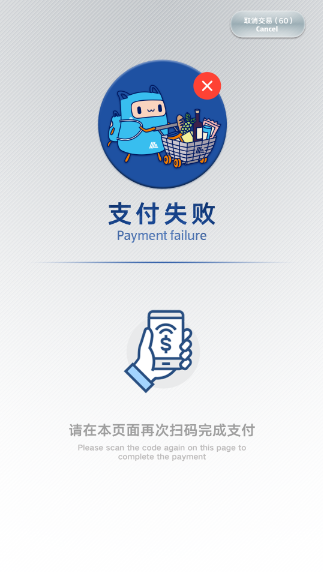 取消交易 ( 60 )
Cancel
支付失败
Payment failure
请在本页面再次扫码完成支付
Please scan the code again on this page to
complete the payment